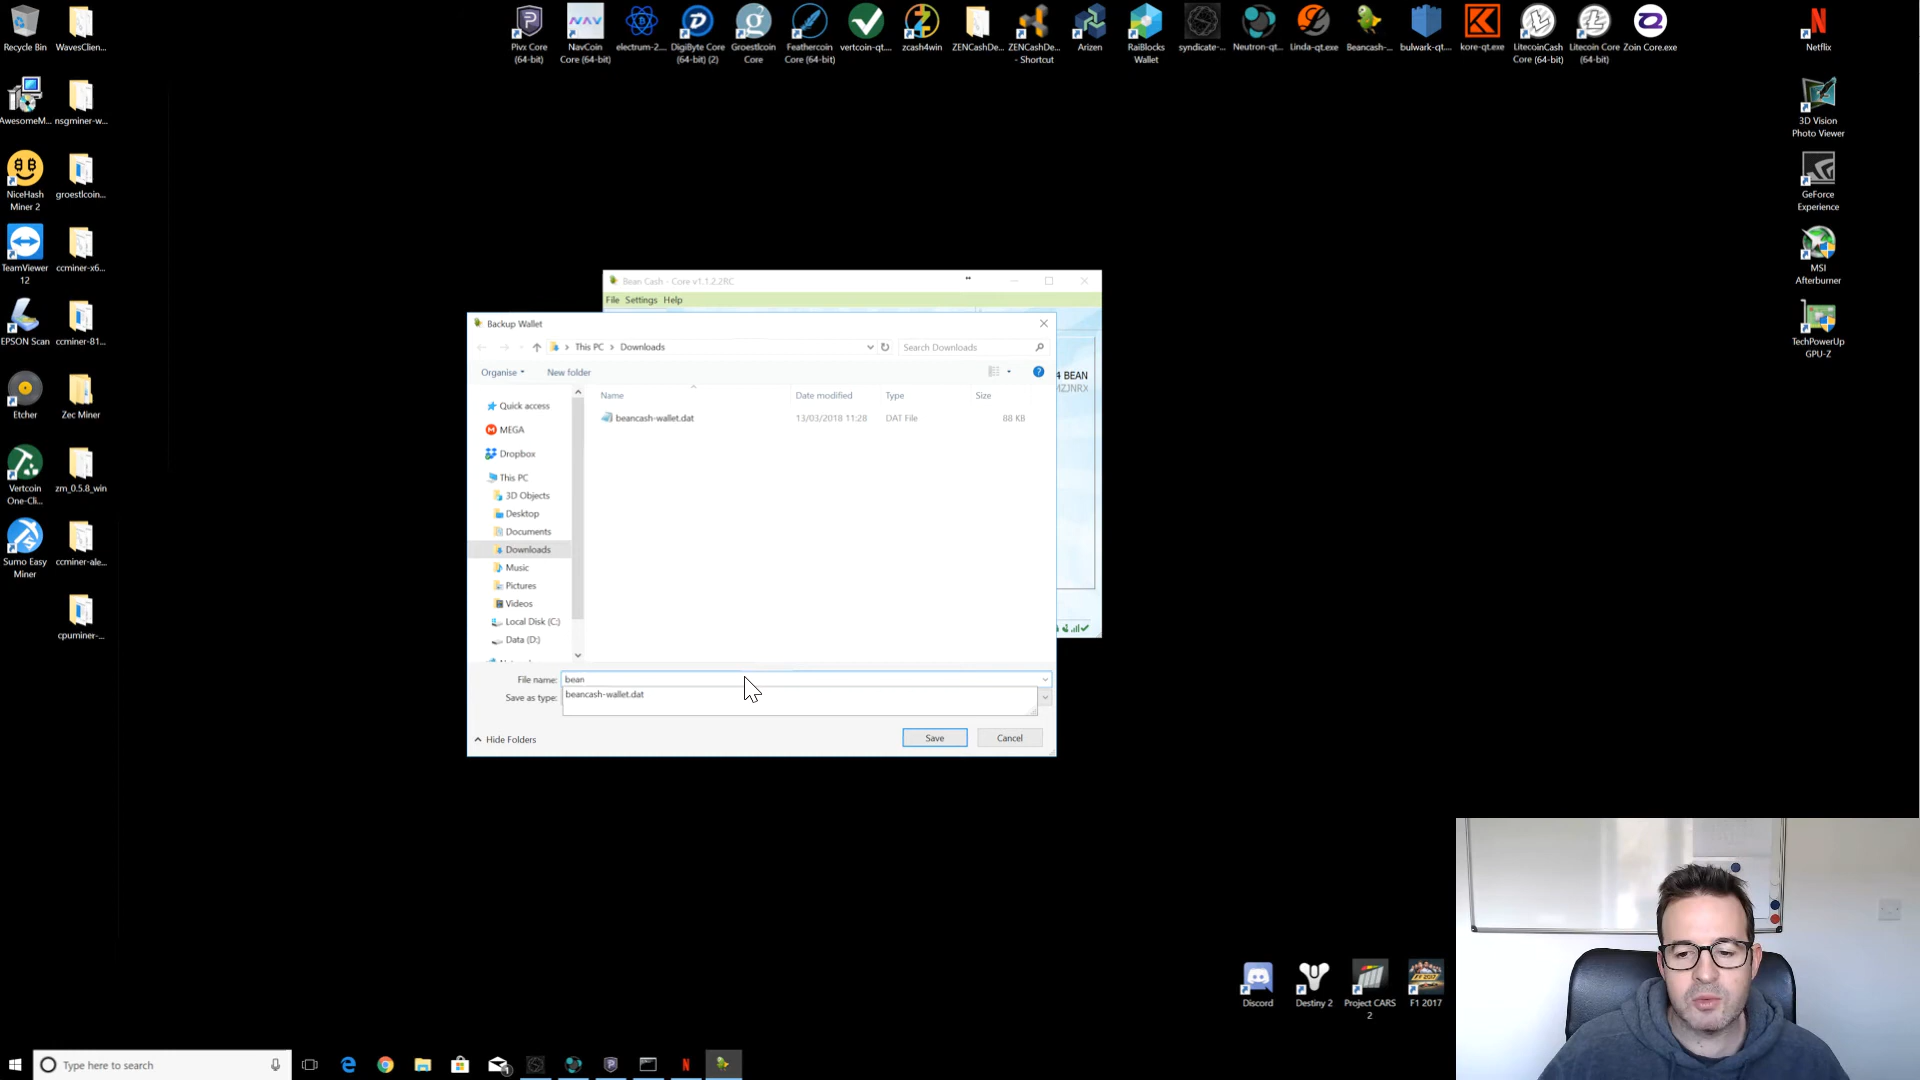 Recycle Bin
WavesClien...
Pivx Core
(64-bit)
NavCoin
Core (64-bit)
electrum-2....
DigiByte Core
(64-bit) (2)
Groestlcoin
Core
Feathercoin
Core (64-bit)
vertcoin-qt....
zcash4win
ZENCashDe...
ZENCashDe...
- Shortcut
Arizen
RaiBlocks
Wallet
syndicate-...
Neutron-qt...
Linda-qt.exe
Beancash-...
bulwark-qt....
kore-qt.exe
LitecoinCash
Core (64-bit)
Litecoin Core
(64-bit)
Zoin Core.exe
Netflix
AwesomeM...
nsgminer-w...
NiceHash
Miner 2
groestlcoin...
TeamViewer
12
ccminer-x6...
EPSON Scan
ccminer-81...
Etcher
Zec Miner
Vertcoin
One-Cli...
zm_0.5.8_win
Sumo Easy
Miner
ccminer-ale...
cpuminer-...
3D Vision
Photo Viewer
GeForce
Experience
MSI
Afterburner
TechPowerUp
GPU-Z
Bean Cash - Core v1.1.2.2RC
File Settings Help
4 BEAN
MZJNRX
Backup Wallet
This PC > Downloads
Search Downloads
Organise
New folder
Name
Date modified
Type
Size
beancash-wallet.dat
13/03/2018 11:28
DAT File
88 KB
Quick access
MEGA
Dropbox
This PC
3D Objects
Desktop
Documents
Downloads
Music
Pictures
Videos
Local Disk (C:)
Data (D:)
File name: bean
Save as type:
beancash-wallet.dat
Hide Folders
Save
Cancel
Discord
Destiny 2
Project CARS
2
F1 2017
Type here to search